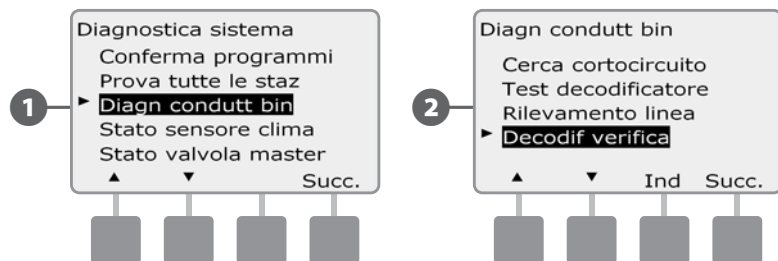 1
Diagnostica sistema
Conferma programmi
Prova tutte le staz
Diagn condutt bin
Stato sensore clima
Stato valvola master
Succ.
2
Diagn condutt bin
Cerca cortocircuito
Test decodificatore
Rilevamento linea
Decodif verifica
Ind Succ.